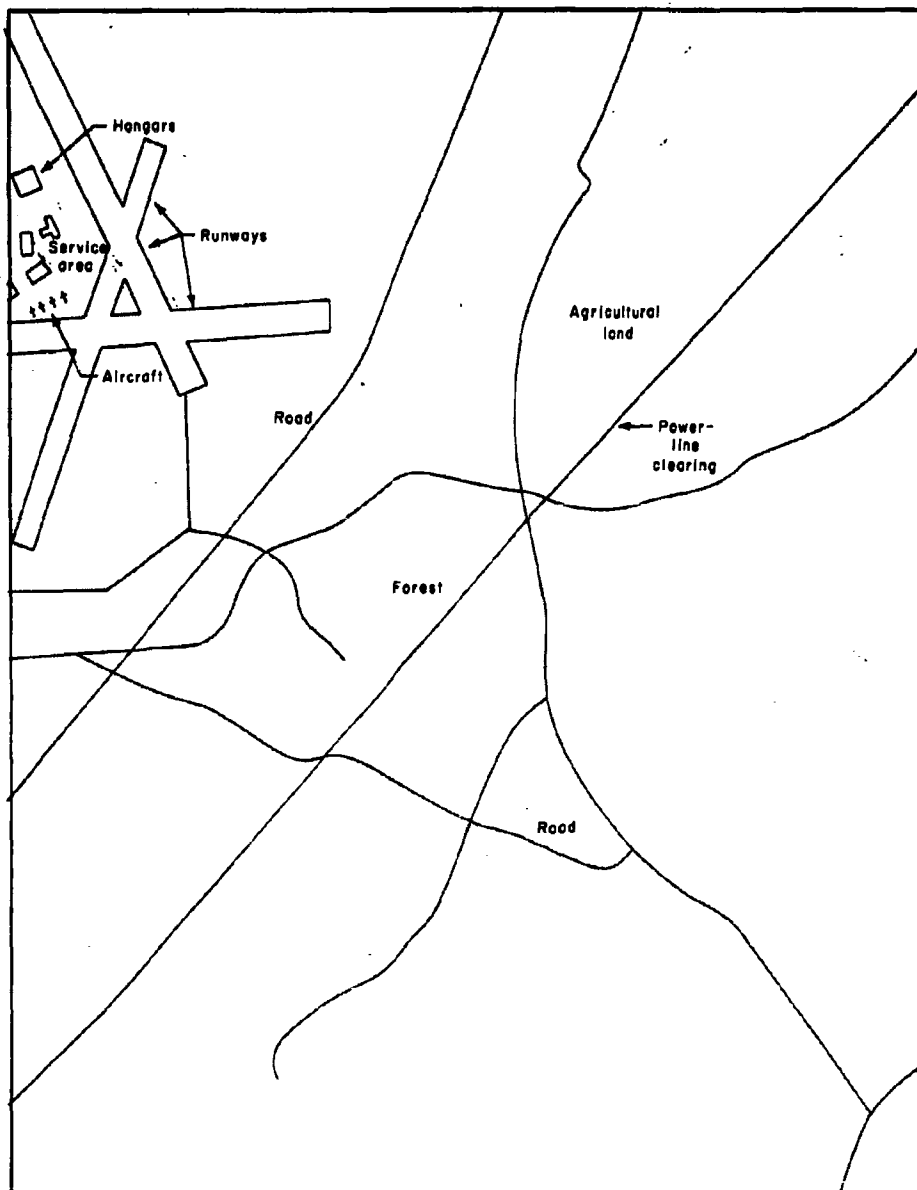 Hangars
Runways
Service
area
Agricultural
land
Aircraft
Road
Power-
line
clearing
Forest
Road